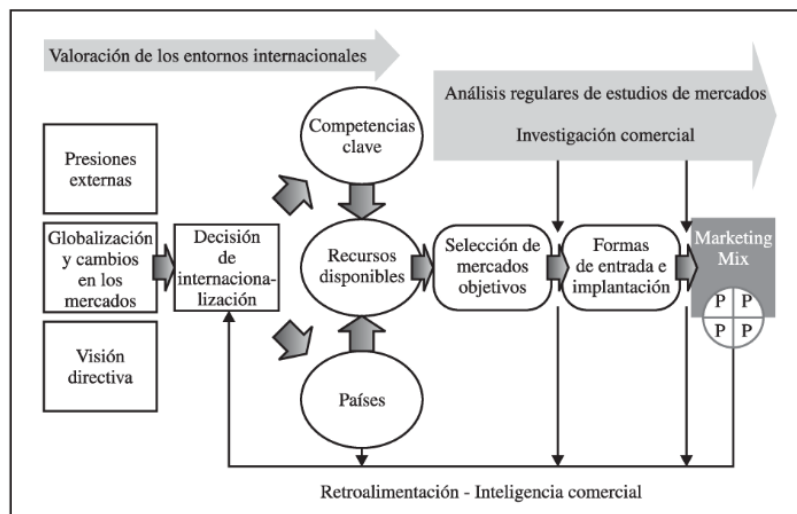 Valoración de los entornos internacionales
Análisis regulares de estudios de mercados
Investigación comercial
Presiones
externas
Globalización
y cambios
en los
mercados
Visión
directiva
Decisión
de
internaciona-
lización
Competencias
clave
Recursos
disponibles
Países
Selección de
mercados
objetivos
Formas
de entrada e
implantación
Marketing
Mix
P P
P P
Retroalimentación - Inteligencia comercial